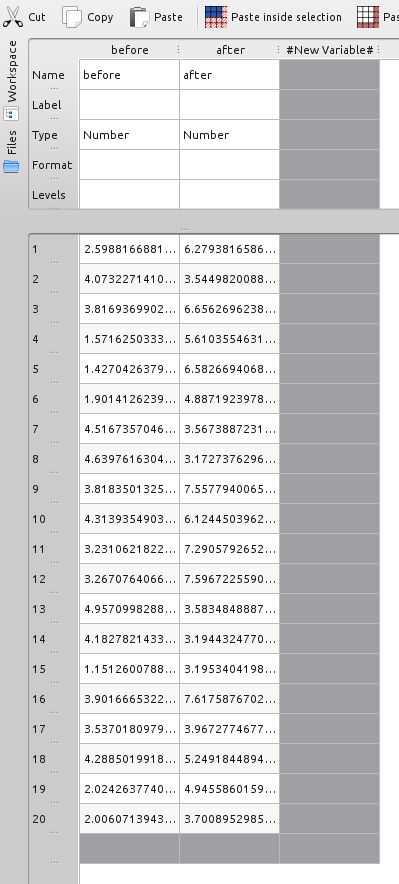 Cut Copy Paste Paste inside selection Pas
Workspace
Files
before after #New Variable#
Name before after
...
Label
...
Type Number Number
...
Format
...
Levels
...
1 2.5988166881... 6.2793816586...
...
2 4.0732271410... 3.5449820088...
...
3 3.8169369902... 6.6562696238...
...
4 1.5716250333... 5.6103554631...
...
5 1.4270426379... 6.5826694068...
...
6 1.9014126239... 4.8871923978...
...
7 4.5167357046... 3.5673887231...
...
8 4.6397616304... 3.1727376296...
...
9 3.8183501325... 7.5577940065...
...
10 4.3139354903... 6.1244503962...
...
11 3.2310621822... 7.2905792652...
...
12 3.2670764066... 7.5967225590...
...
13 4.9570998288... 3.5834848887...
...
14 4.1827821433... 3.1944324770...
...
15 1.1512600788... 3.1953404198...
...
16 3.9016665322... 7.6175876702...
...
17 3.5370180979... 3.9672774677...
...
18 4.2885019918... 5.2491844894...
...
19 2.0242637740... 4.9455860159...
...
20 2.0060713943... 3.7008952985...
...
...